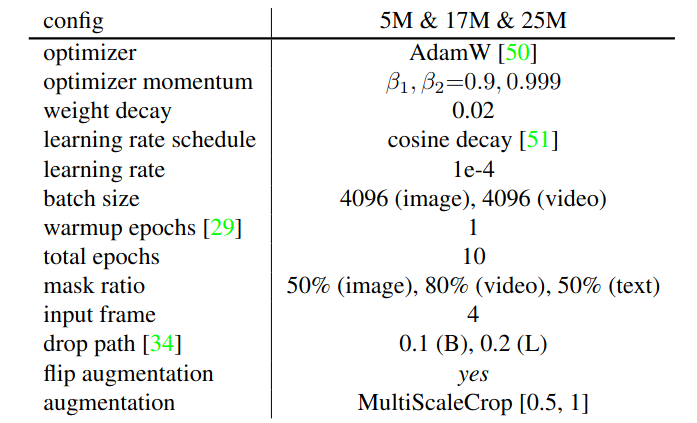 config 5M & 17M & 25M
optimizer AdamW [50]
optimizer momentum β1, β2=0.9, 0.999
weight decay 0.02
learning rate schedule cosine decay [51]
learning rate 1e-4
batch size 4096 (image), 4096 (video)
warmup epochs [29] 1
total epochs 10
mask ratio 50% (image), 80% (video), 50% (text)
input frame 4
drop path [34] 0.1 (B), 0.2 (L)
flip augmentation yes
augmentation MultiScaleCrop [0.5, 1]